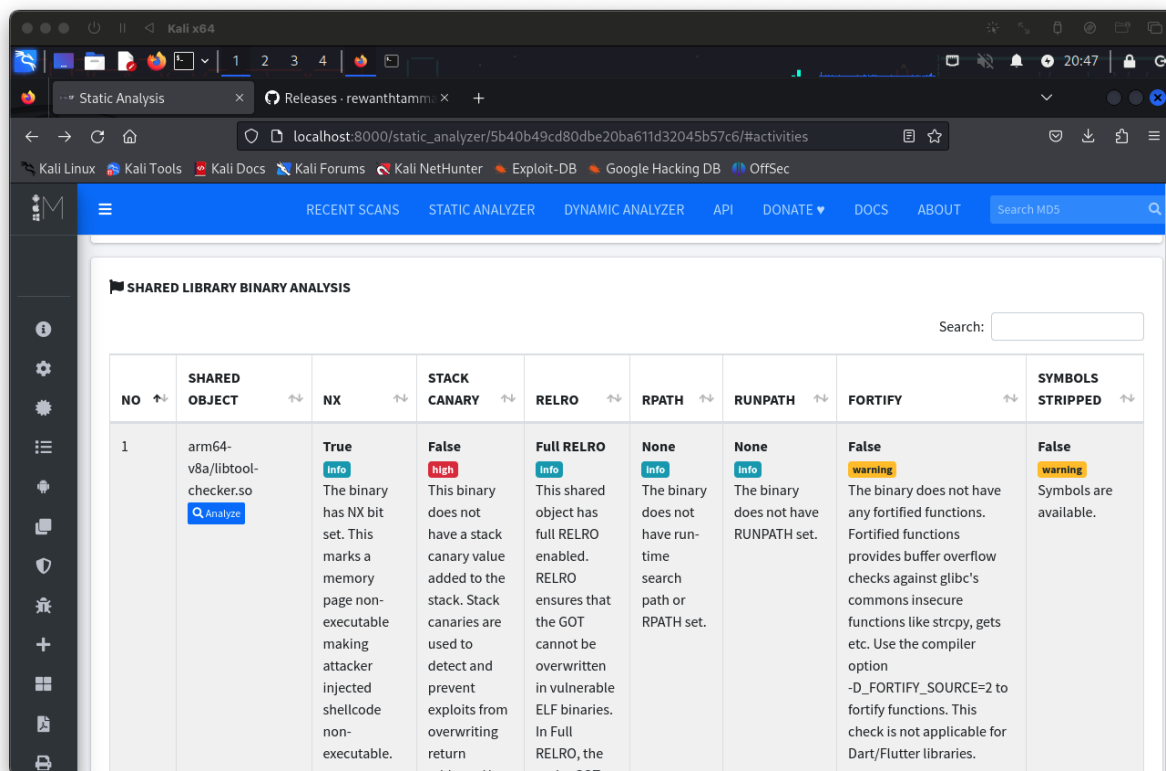 Kali x64
1 2 3 4
20:47
Static Analysis
Releases · rewanthtamma
localhost:8000/static_analyzer/5b40b49cd80dbe20ba611d32045b57c6/#activities
Kali Linux Kali Tools Kali Docs Kali Forums Kali NetHunter Exploit-DB Google Hacking DB OffSec
RECENT SCANS STATIC ANALYZER DYNAMIC ANALYZER API DONATE ♥ DOCS ABOUT Search MD5
SHARED LIBRARY BINARY ANALYSIS
Search:
NO
SHARED
OBJECT
NX
STACK
CANARY
RELRO
RPATH
RUNPATH
FORTIFY
SYMBOLS
STRIPPED
1
arm64-
v8a/libtool-
checker.so
Analyze
True
info
The binary
has NX bit
set. This
marks a
memory
page non-
executable
making
attacker
injected
shellcode
non-
executable.
False
high
This binary
does not
have a stack
canary value
added to the
stack. Stack
canaries are
used to
detect and
prevent
exploits from
overwriting
return
Full RELRO
info
This shared
object has
full RELRO
enabled.
RELRO
ensures that
the GOT
cannot be
overwritten
in vulnerable
ELF binaries.
In Full
RELRO, the
None
info
The binary
does not
have run-
time
search
path or
RPATH set.
None
info
The binary
does not have
RUNPATH set.
False
warning
The binary does not have
any fortified functions.
Fortified functions
provides buffer overflow
checks against glibc's
commons insecure
functions like strcpy, gets
etc. Use the compiler
option
-D_FORTIFY_SOURCE=2 to
fortify functions. This
check is not applicable for
Dart/Flutter libraries.
False
warning
Symbols are
available.